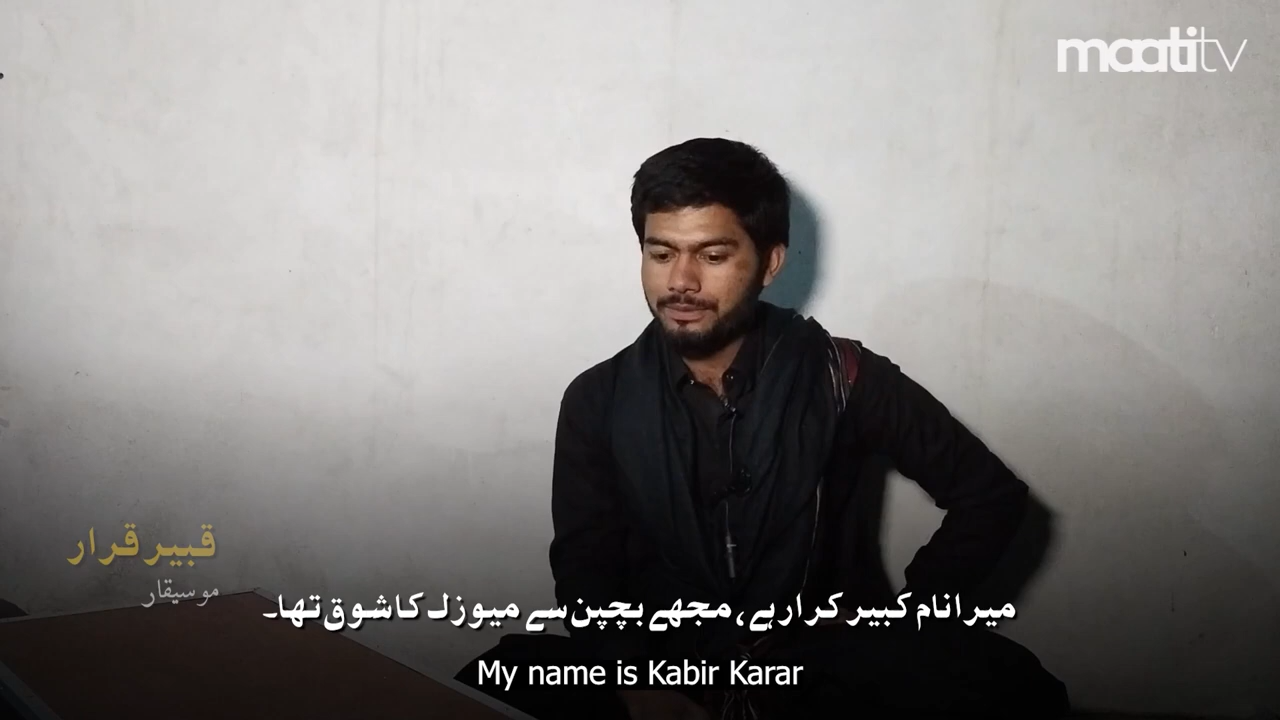 maatitv
قبیر قرار
موسیقار
میرا نام کبیر کرار ہے، مجھے بچپن سے میوزک کا شوق تھا۔
My name is Kabir Karar